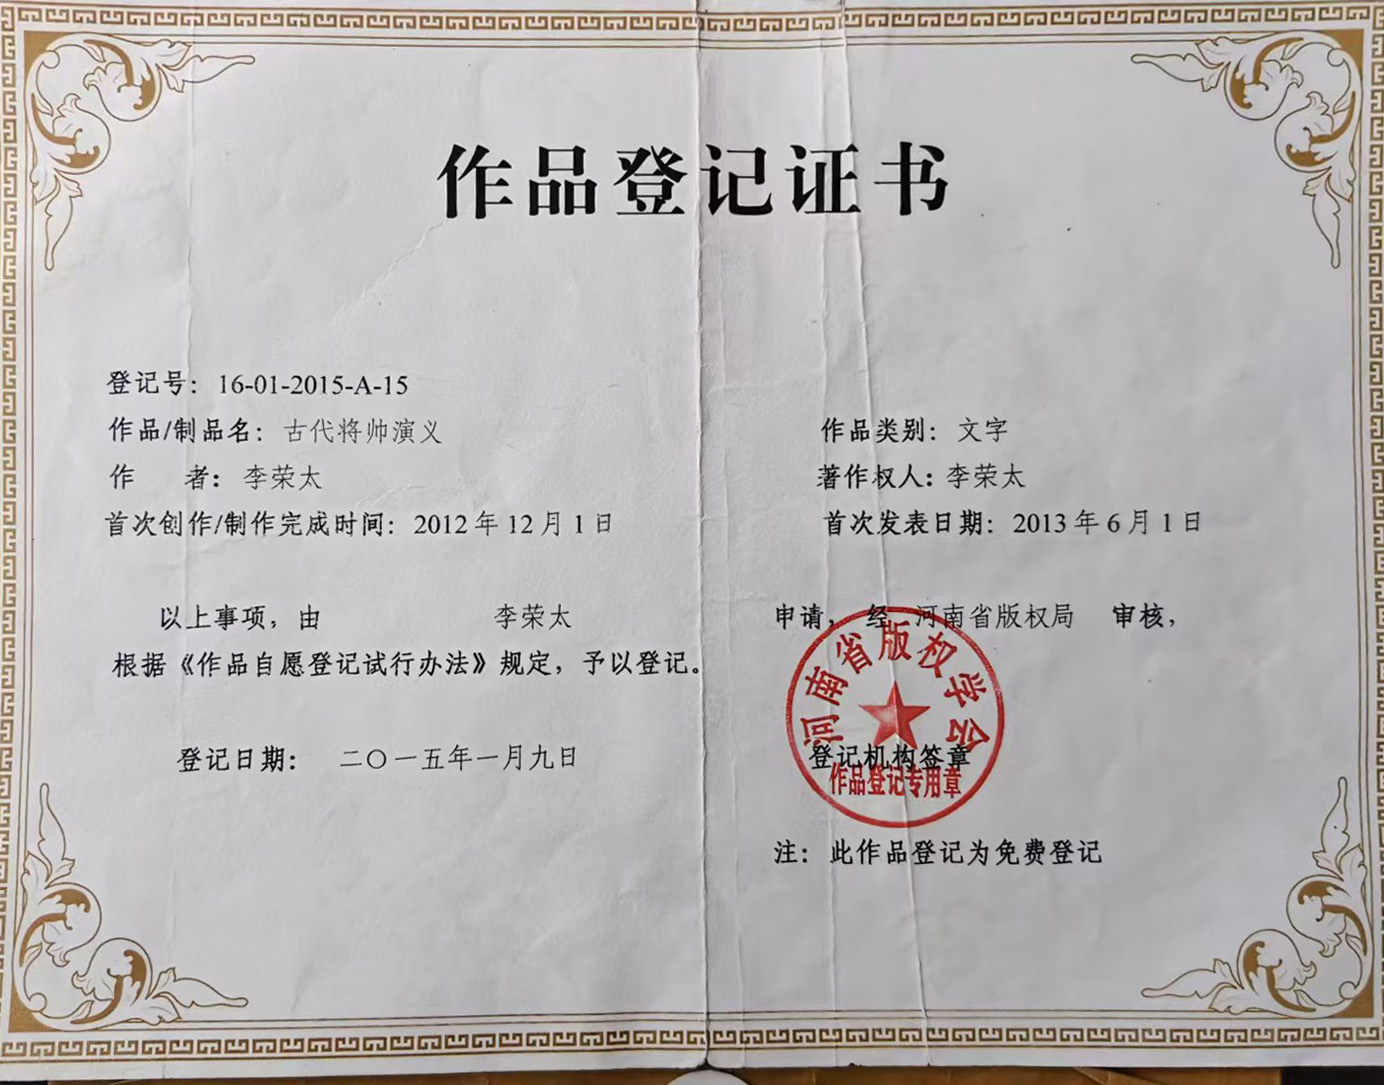 作品登记证书
登记号：16-01-2015-A-15
作品/制品名：古代将帅演义
作品类别：文字
作 者：李荣太
著作权人：李荣太
首次创作/制作完成时间：2012年12月1日
首次发表日期：2013年6月1日
以上事项，由 李荣太 申请， 经 河南省版权局 审核，
根据《作品自愿登记试行办法》规定，予以登记。
登记日期： 二〇一五年一月九日
登记机构签章
河南省版权学会
作品登记专用章
注：此作品登记为免费登记